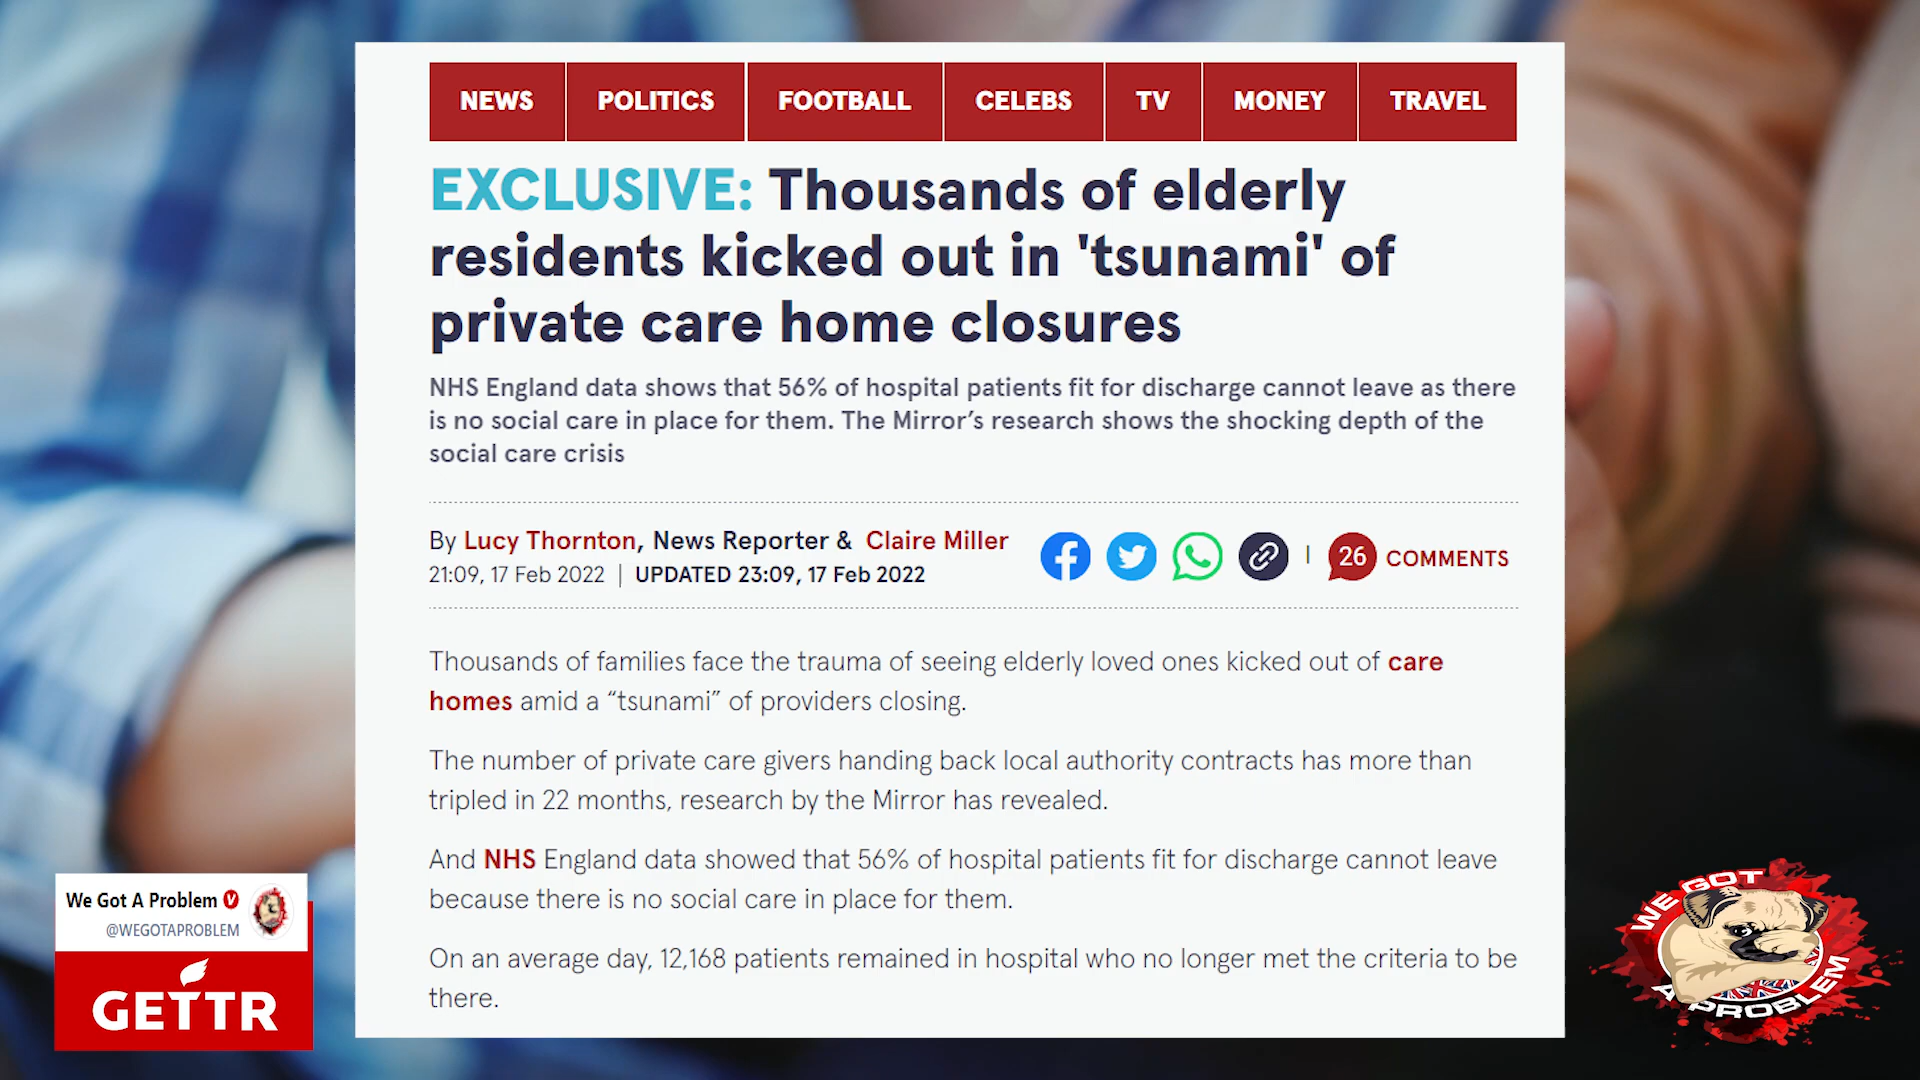 NEWS POLITICS FOOTBALL CELEBS TV MONEY TRAVEL
EXCLUSIVE: Thousands of elderly
residents kicked out in 'tsunami' of
private care home closures
NHS England data shows that 56% of hospital patients fit for discharge cannot leave as there
is no social care in place for them. The Mirror’s research shows the shocking depth of the
social care crisis
By Lucy Thornton, News Reporter & Claire Miller
21:09, 17 Feb 2022 | UPDATED 23:09, 17 Feb 2022
26 COMMENTS
Thousands of families face the trauma of seeing elderly loved ones kicked out of care
homes amid a “tsunami” of providers closing.
The number of private care givers handing back local authority contracts has more than
tripled in 22 months, research by the Mirror has revealed.
And NHS England data showed that 56% of hospital patients fit for discharge cannot leave
because there is no social care in place for them.
On an average day, 12,168 patients remained in hospital who no longer met the criteria to be
there.
We Got A Problem V
@WEGOTAPROBLEM
GETTR
WE GOT
A PROBLEM